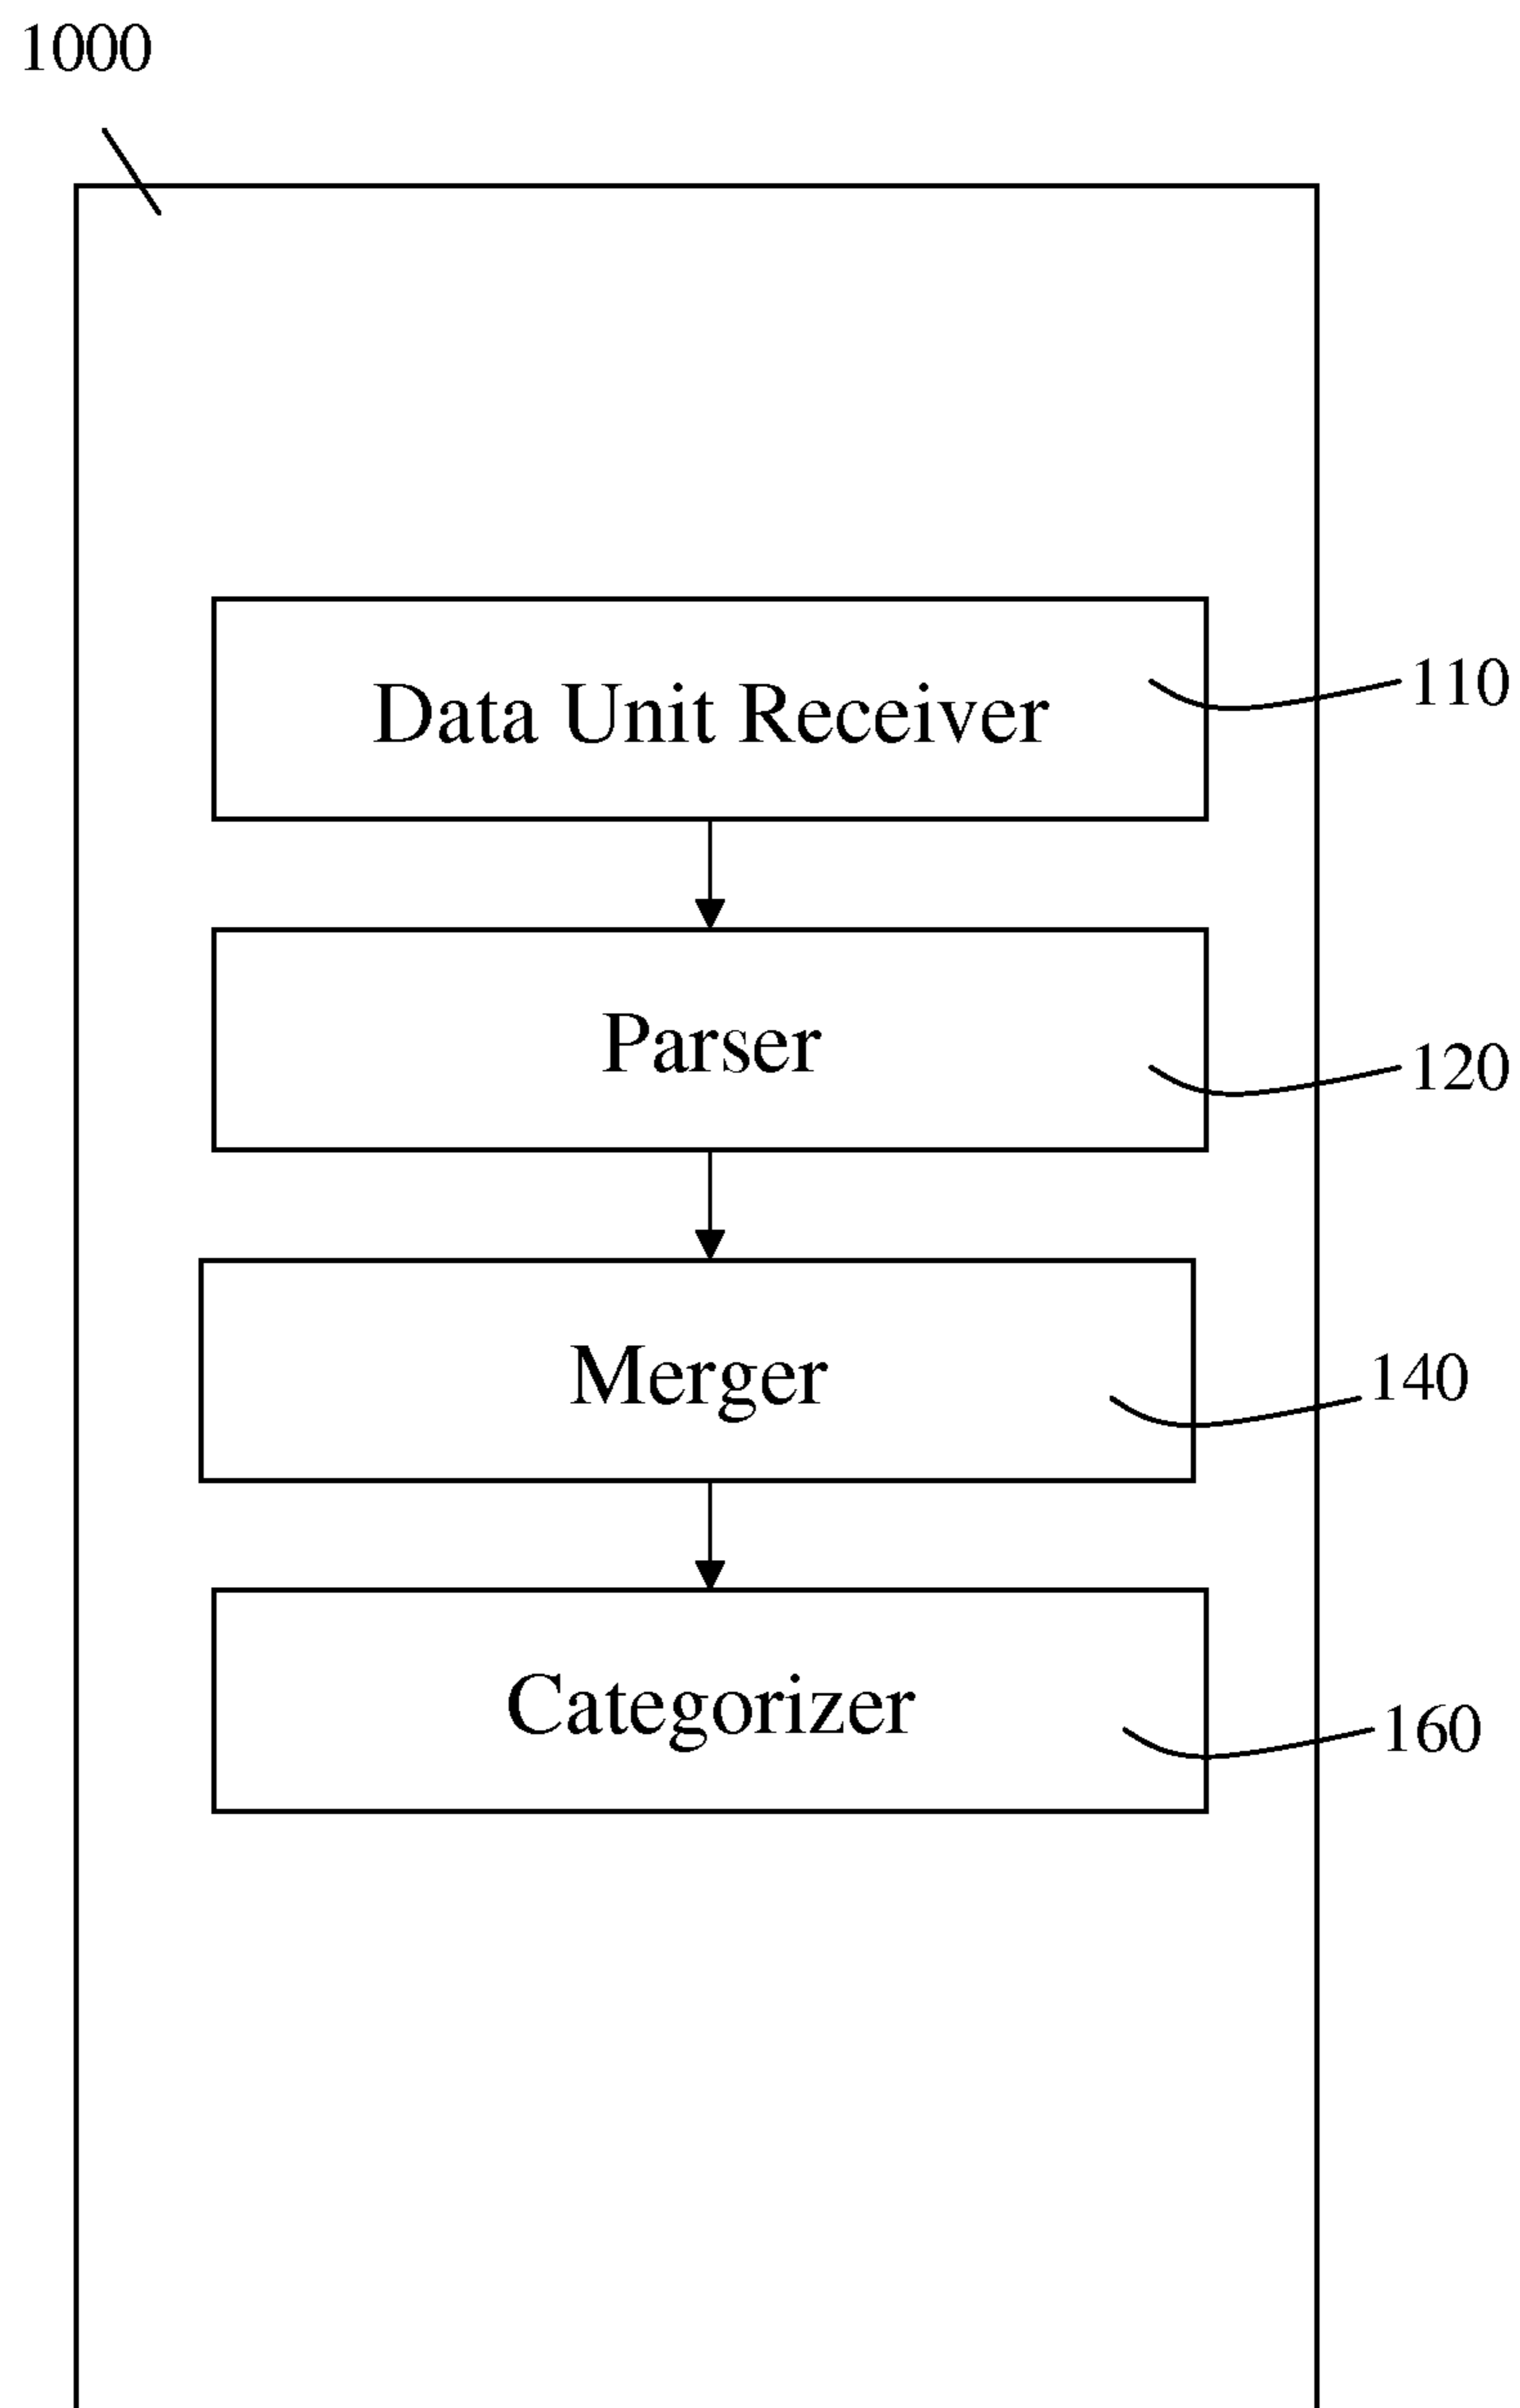 1000
Data Unit Receiver
110
Parser
120
Merger
140
Categorizer
160